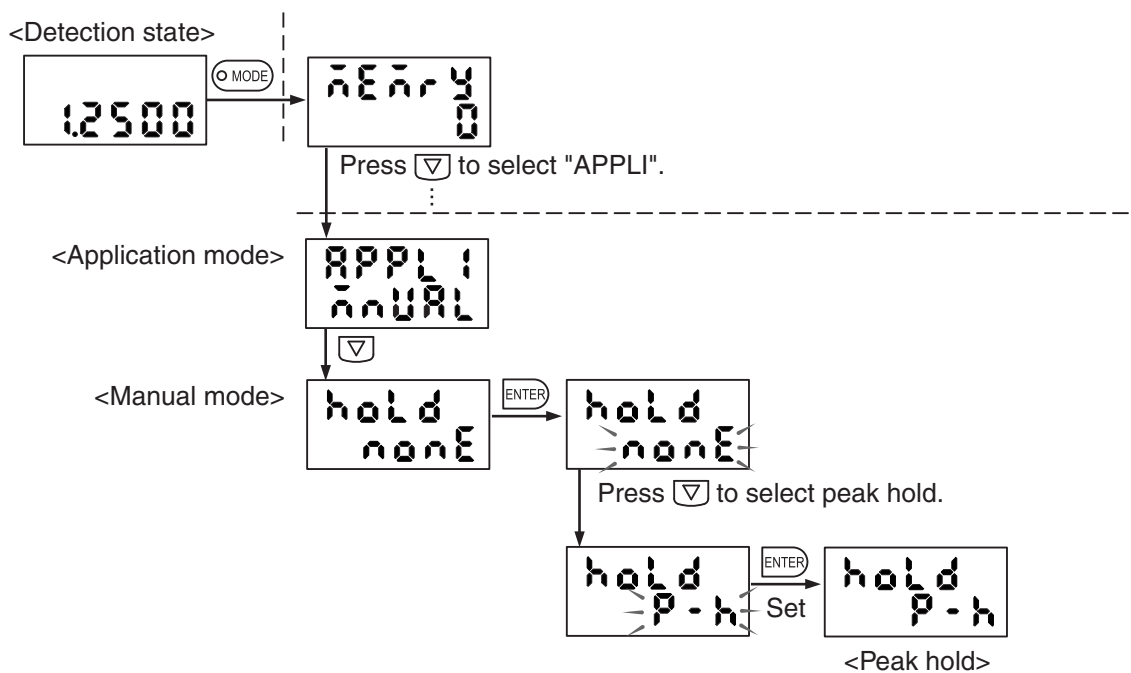 <Detection state>
1.2500
MODE
MEMrY
0
Press to select "APPLI".
<Application mode>
APPLI
MnUAL
<Manual mode>
hoLd
nonE
ENTER
hoLd
nonE
Press to select peak hold.
hoLd
P-h
ENTER
Set
hoLd
P-h
<Peak hold>